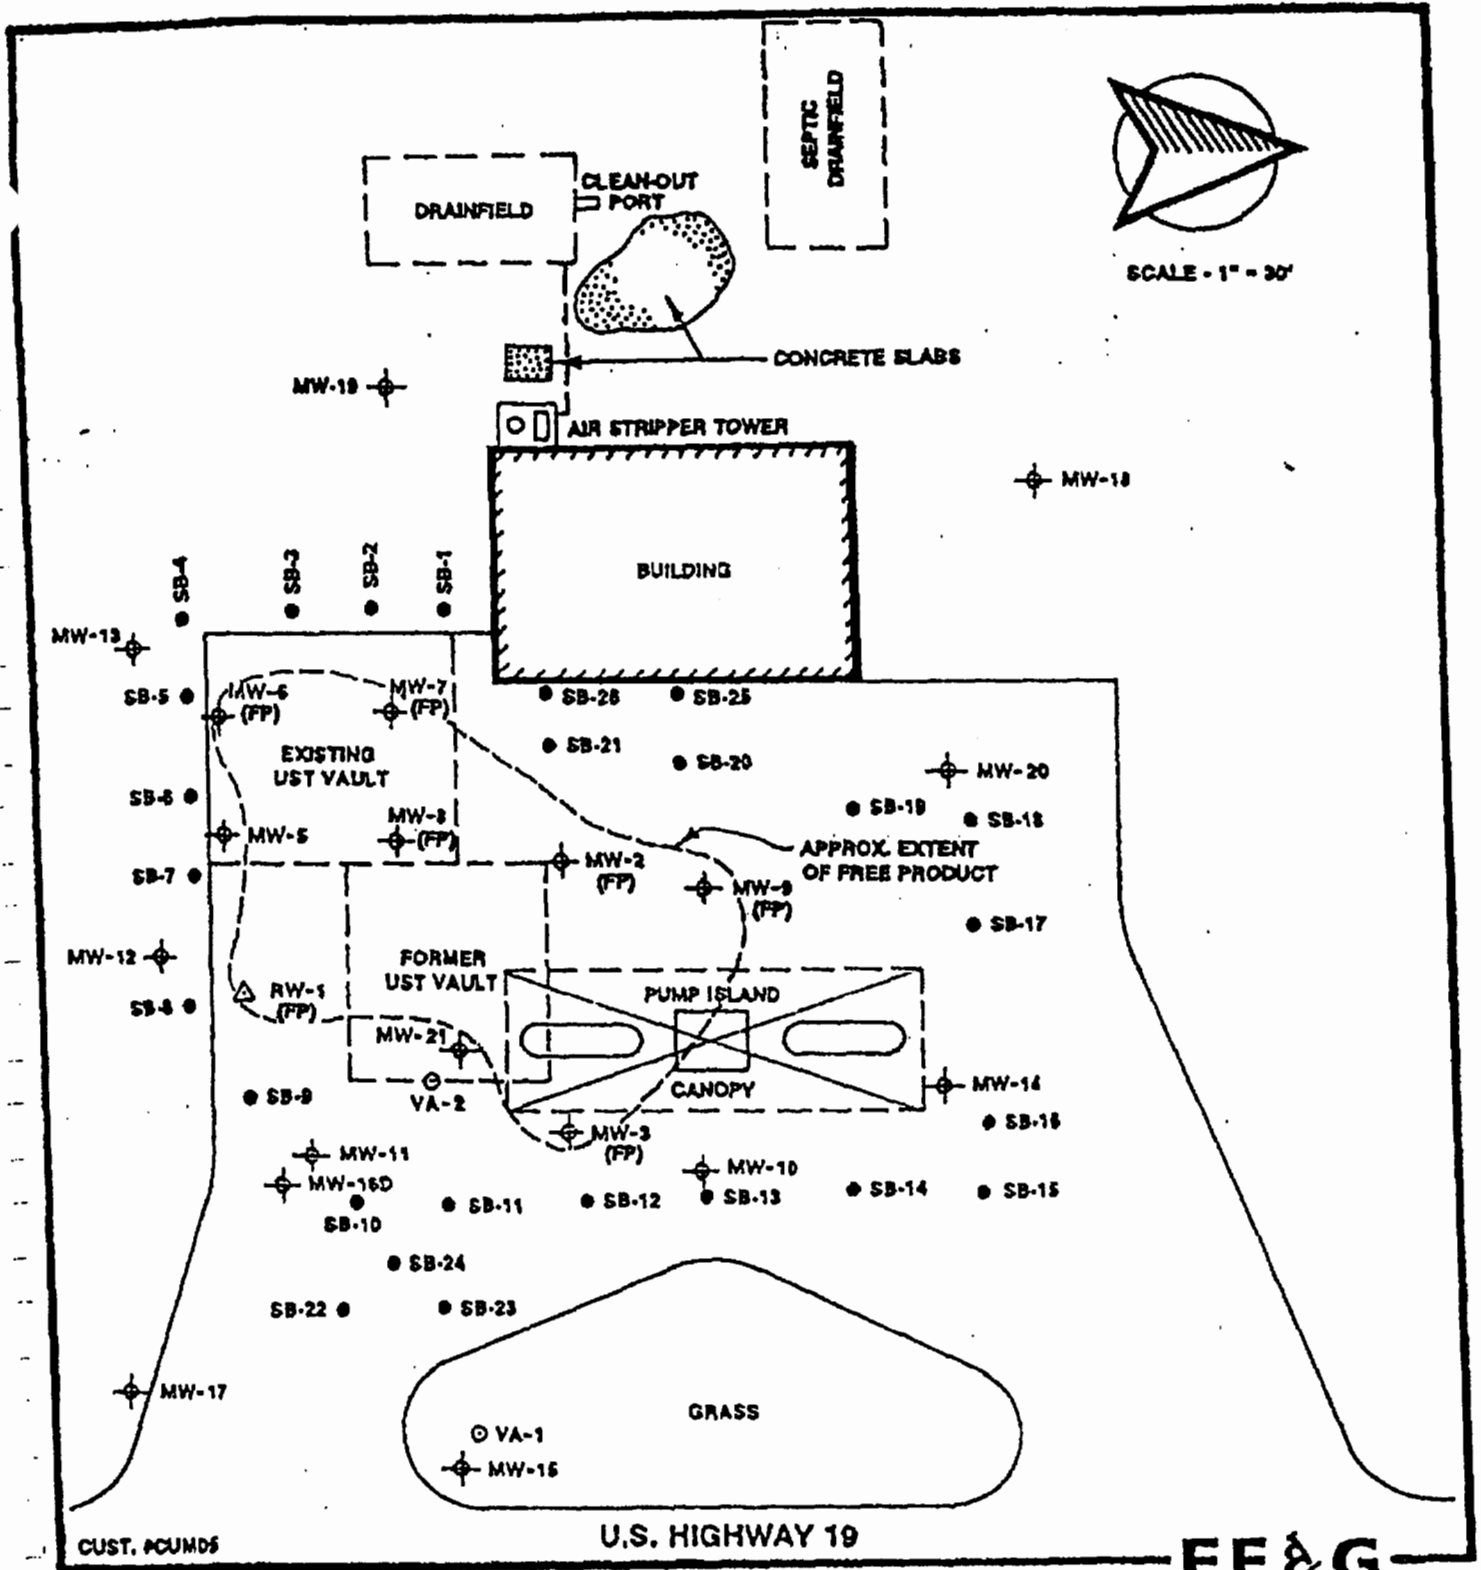 SEPTIC
DRAINFIELD
CLEAN-OUT
PORT
DRAINFIELD
SCALE - 1" = 30'
CONCRETE SLABS
MW-19
AIR STRIPPER TOWER
MW-18
BUILDING
SB-4
SB-3
SB-2
SB-1
MW-13
SB-5
MW-6
(FP)
MW-7
(FP)
SB-26
SB-25
EXISTING
UST VAULT
SB-21
SB-20
MW-20
SB-6
SB-19
SB-18
MW-5
MW-8
(FP)
APPROX. EXTENT
OF FREE PRODUCT
SB-7
MW-2
(FP)
MW-9
(FP)
SB-17
MW-12
FORMER
UST VAULT
RW-1
(FP)
PUMP ISLAND
SB-8
MW-21
CANOPY
MW-14
SB-9
VA-2
SB-16
MW-3
(FP)
MW-11
MW-10
MW-16D
SB-10
SB-11
SB-12
SB-13
SB-14
SB-15
SB-24
SB-22
SB-23
MW-17
GRASS
VA-1
MW-15
U.S. HIGHWAY 19
CUST. ACUMDS
EE&G